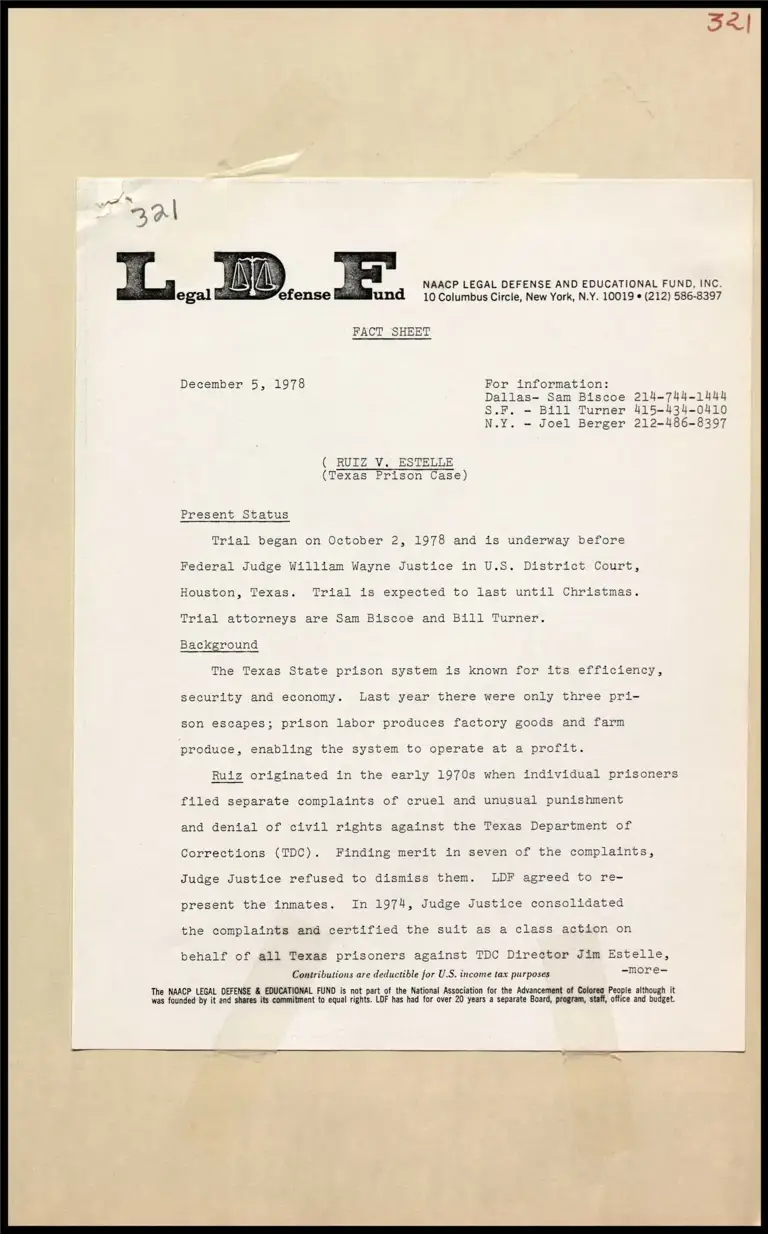 321
321
Legal Defense Fund
NAACP LEGAL DEFENSE AND EDUCATIONAL FUND, INC.
10 Columbus Circle, New York, N.Y. 10019 • (212) 586-8397
FACT SHEET
December 5, 1978
For information:
Dallas- Sam Biscoe 214-744-1444
S.F. - Bill Turner 415-434-0410
N.Y. - Joel Berger 212-486-8397
( RUIZ V. ESTELLE
(Texas Prison Case)
Present Status
Trial began on October 2, 1978 and is underway before
Federal Judge William Wayne Justice in U.S. District Court,
Houston, Texas. Trial is expected to last until Christmas.
Trial attorneys are Sam Biscoe and Bill Turner.
Background
The Texas State prison system is known for its efficiency,
security and economy. Last year there were only three pri-
son escapes; prison labor produces factory goods and farm
produce, enabling the system to operate at a profit.
Ruiz originated in the early 1970s when individual prisoners
filed separate complaints of cruel and unusual punishment
and denial of civil rights against the Texas Department of
Corrections (TDC). Finding merit in seven of the complaints,
Judge Justice refused to dismiss them. LDF agreed to re-
present the inmates. In 1974, Judge Justice consolidated
the complaints and certified the suit as a class action on
behalf of all Texas prisoners against TDC Director Jim Estelle,
-more-
Contributions are deductible for U.S. income tax purposes
The NAACP LEGAL DEFENSE & EDUCATIONAL FUND is not part of the National Association for the Advancement of Colored People although it
was founded by it and shares its commitment to equal rights. LDF has had for over 20 years a separate Board, program, staff, office and budget.